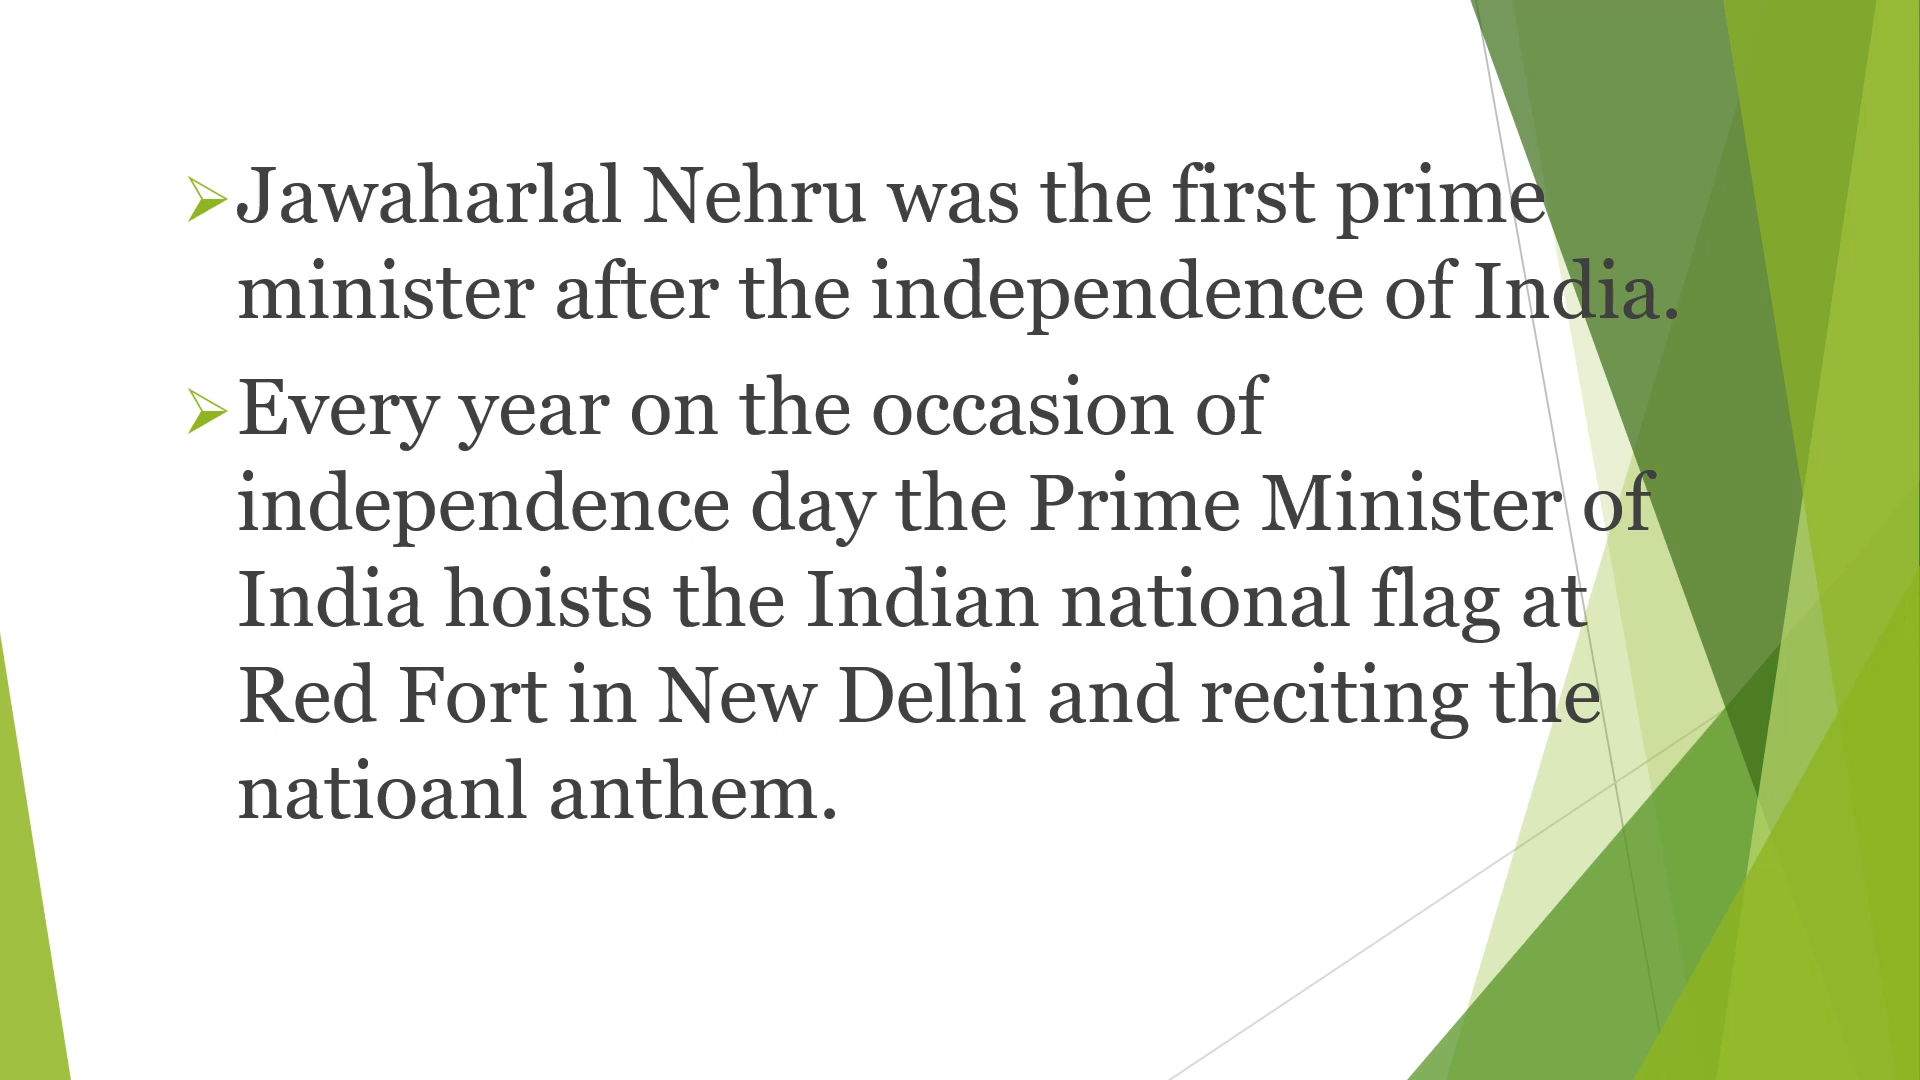 Jawaharlal Nehru was the first prime
minister after the independence of India.
Every year on the occasion of
independence day the Prime Minister of
India hoists the Indian national flag at
Red Fort in New Delhi and reciting the
natioanl anthem.